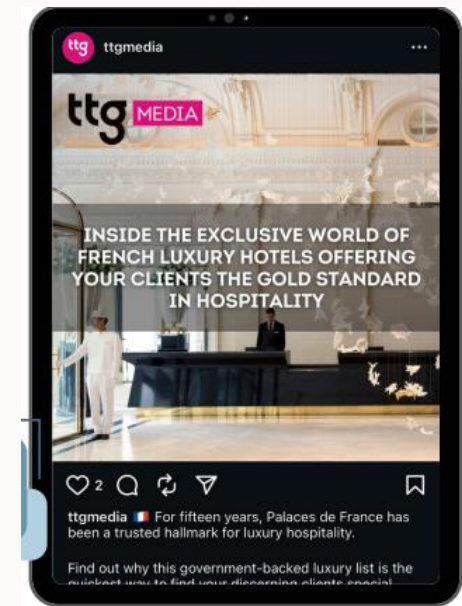 ttg ttgmedia
ttg MEDIA
INSIDE THE EXCLUSIVE WORLD OF
FRENCH LUXURY HOTELS OFFERING
YOUR CLIENTS THE GOLD STANDARD
IN HOSPITALITY
2
ttgmedia 🇫🇷 For fifteen years, Palaces de France has
been a trusted hallmark for luxury hospitality.
Find out why this government-backed luxury list is the
quickest way to find your discerning clients special